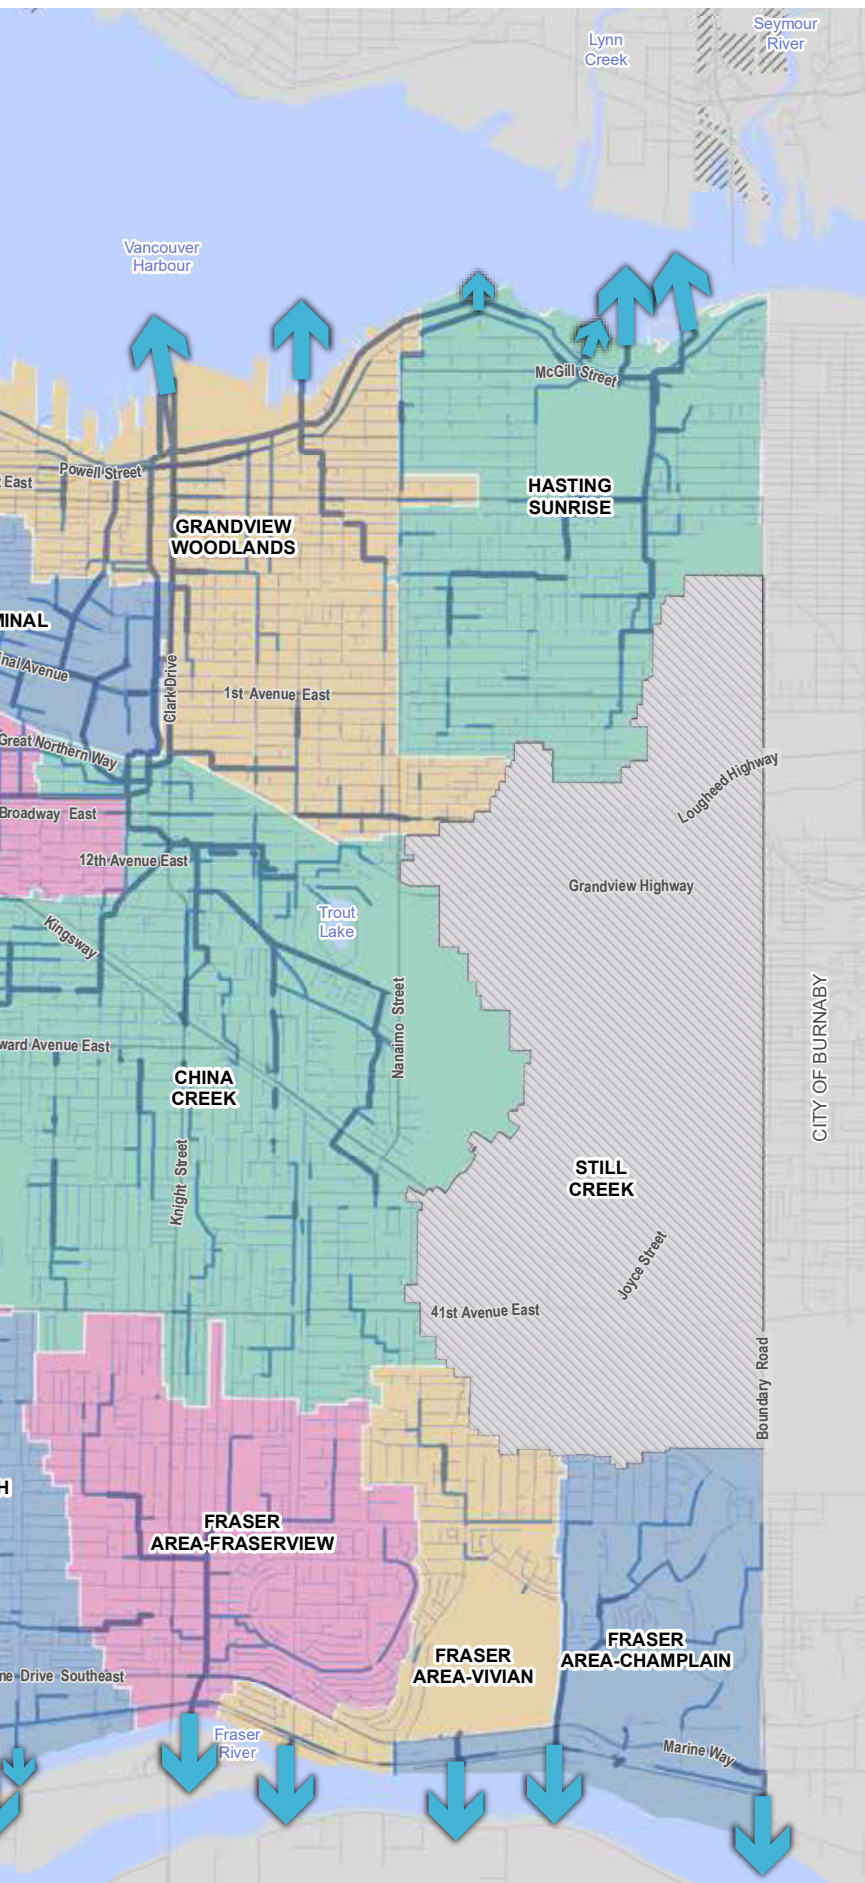 Seymour
River
Lynn
Creek
Vancouver
Harbour
McGill Street
Powell Street
East
HASTING
SUNRISE
GRANDVIEW
WOODLANDS
MINAL
nal Avenue
Clark Drive
1st Avenue East
Great Northern Way
Lougheed Highway
Broadway East
12th Avenue East
Grandview Highway
Kingsway
Trout
Lake
Nanaimo Street
CITY OF BURNABY
ward Avenue East
CHINA
CREEK
Knight Street
STILL
CREEK
Joyce Street
41st Avenue East
Boundary Road
H
FRASER
AREA-FRASERVIEW
FRASER
AREA-VIVIAN
FRASER
AREA-CHAMPLAIN
ne Drive Southeast
Fraser
River
Marine Way